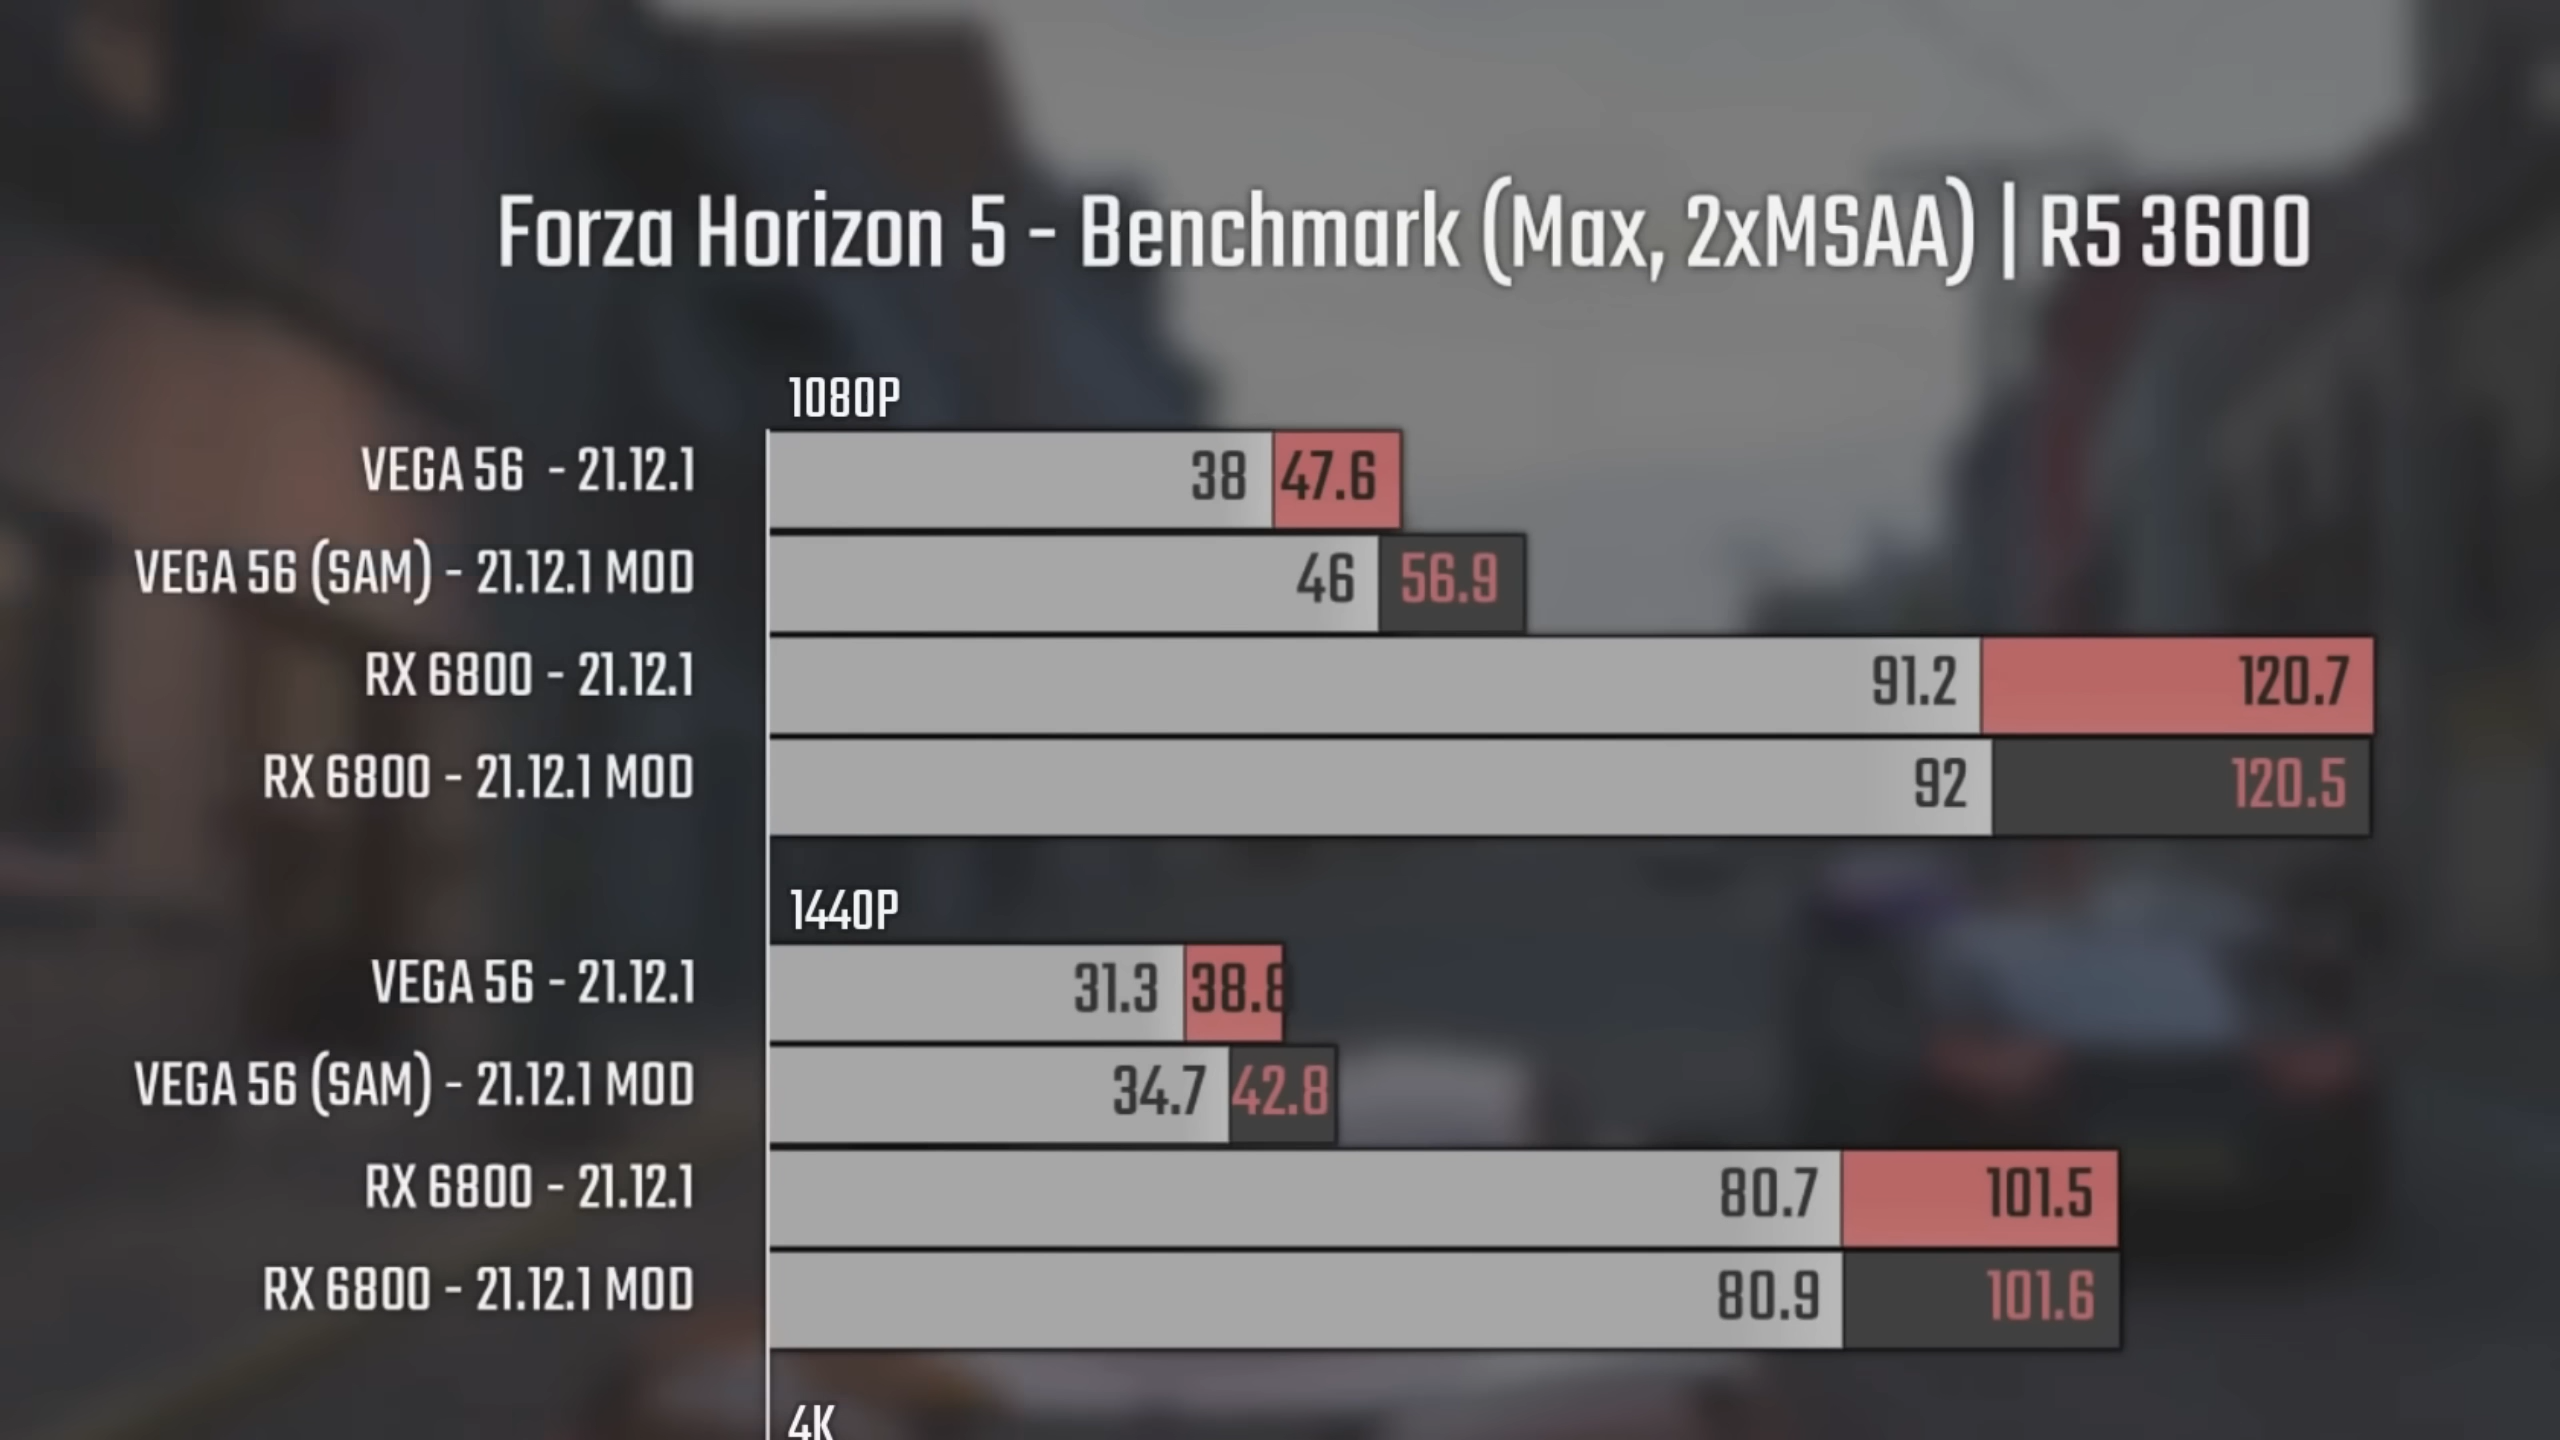 Forza Horizon 5 - Benchmark (Max, 2xMSAA) | R5 3600
1080P
VEGA 56 - 21.12.1 38 47.6
VEGA 56 (SAM) - 21.12.1 MOD 46 56.9
RX 6800 - 21.12.1 91.2 120.7
RX 6800 - 21.12.1 MOD 92 120.5
1440P
VEGA 56 - 21.12.1 31.3 38.8
VEGA 56 (SAM) - 21.12.1 MOD 34.7 42.8
RX 6800 - 21.12.1 80.7 101.5
RX 6800 - 21.12.1 MOD 80.9 101.6
4K